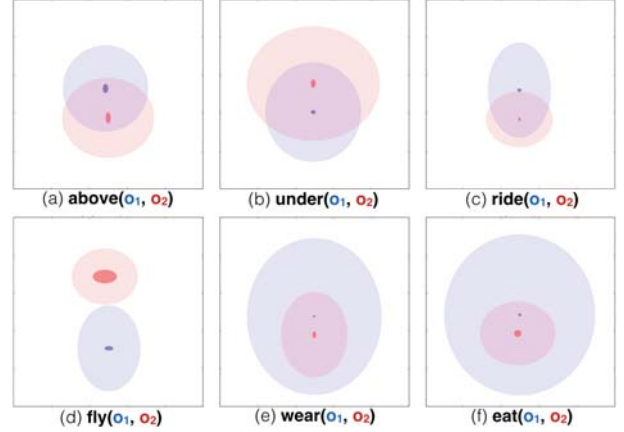 (a) above(o₁, o₂)
(b) under(o₁, o₂)
(c) ride(o₁, o₂)
(d) fly(o₁, o₂)
(e) wear(o₁, o₂)
(f) eat(o₁, o₂)